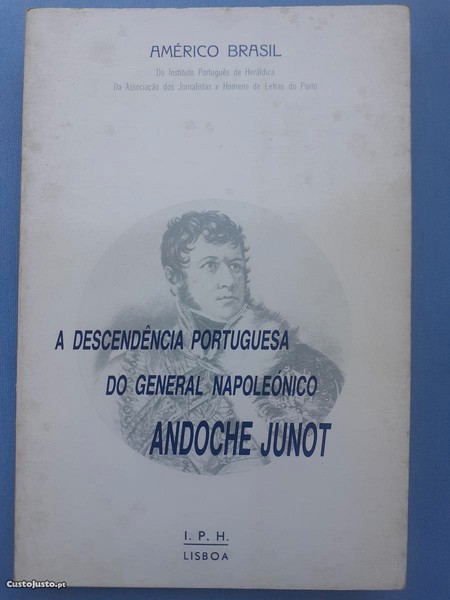 AMÉRICO BRASIL
Do Instituto Português de Heráldica
Da Associação dos Jornalistas e Homens de Letras do Porto
A DESCENDÊNCIA PORTUGUESA
DO GENERAL NAPOLEÓNICO
ANDOCHE JUNOT
I. P. H.
LISBOA
CustoJusto.pt